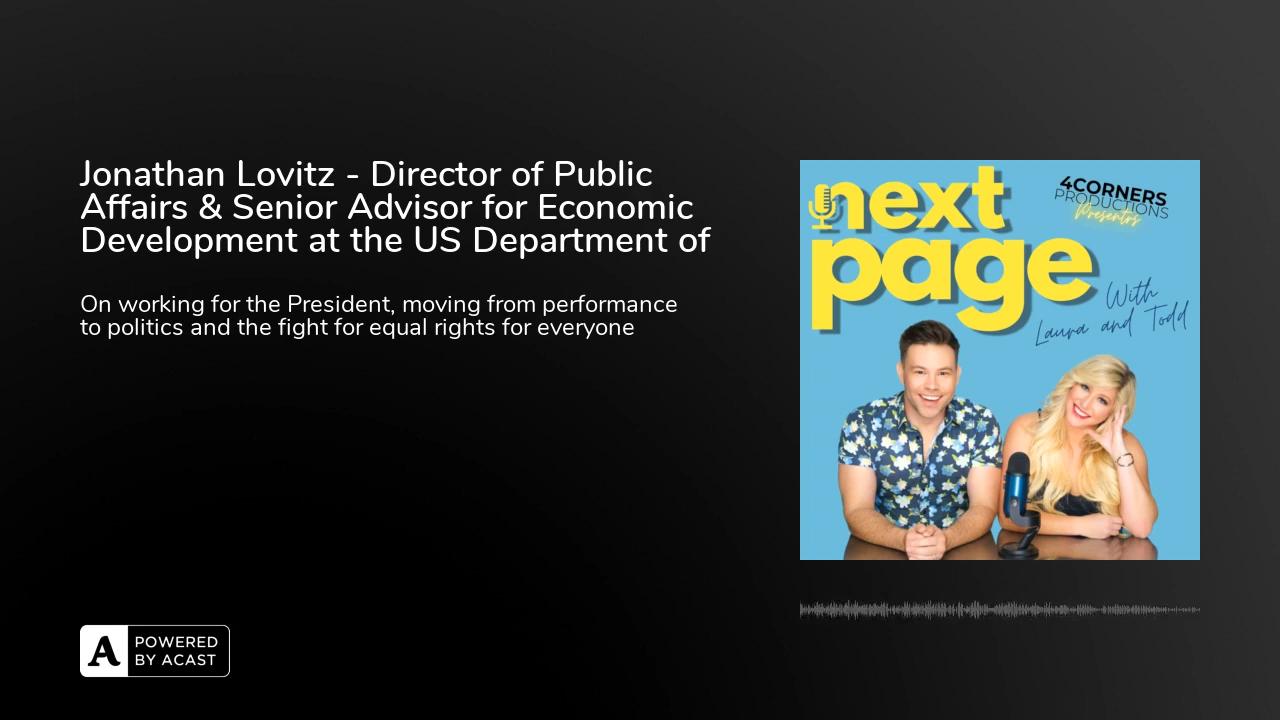 Jonathan Lovitz - Director of Public
Affairs & Senior Advisor for Economic
Development at the US Department of
On working for the President, moving from performance
to politics and the fight for equal rights for everyone
next
page
4CORNERS
PRODUCTIONS
Presents
With
Laura and Todd
A POWERED
BY ACAST